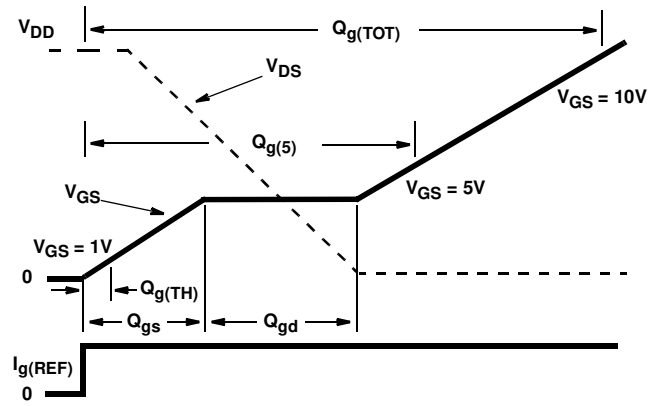 V_DD
Q_g(TOT)
V_DS
V_GS = 10V
Q_g(5)
V_GS = 5V
V_GS
V_GS = 1V
0
Q_g(TH)
Q_gs
Q_gd
I_g(REF)
0